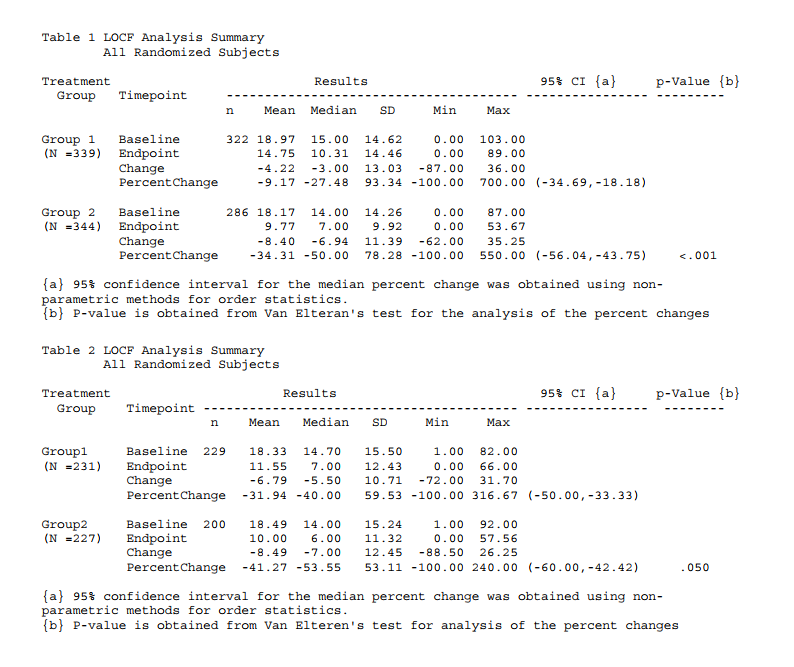 Table 1 LOCF Analysis Summary
All Randomized Subjects
Treatment Results 95% CI {a} p-Value {b}
Group Timepoint -------------------------------------- ---------------- ---------
n Mean Median SD Min Max
Group 1 Baseline 322 18.97 15.00 14.62 0.00 103.00
(N =339) Endpoint 14.75 10.31 14.46 0.00 89.00
Change -4.22 -3.00 13.03 -87.00 36.00
PercentChange -9.17 -27.48 93.34 -100.00 700.00 (-34.69,-18.18)
Group 2 Baseline 286 18.17 14.00 14.26 0.00 87.00
(N =344) Endpoint 9.77 7.00 9.92 0.00 53.67
Change -8.40 -6.94 11.39 -62.00 35.25
PercentChange -34.31 -50.00 78.28 -100.00 550.00 (-56.04,-43.75) <.001
{a} 95% confidence interval for the median percent change was obtained using non-
parametric methods for order statistics.
{b} P-value is obtained from Van Elteran's test for the analysis of the percent changes
Table 2 LOCF Analysis Summary
All Randomized Subjects
Treatment Results 95% CI {a} p-Value {b}
Group Timepoint ----------------------------------------- ---------------- --------
n Mean Median SD Min Max
Group1 Baseline 229 18.33 14.70 15.50 1.00 82.00
(N =231) Endpoint 11.55 7.00 12.43 0.00 66.00
Change -6.79 -5.50 10.71 -72.00 31.70
PercentChange -31.94 -40.00 59.53 -100.00 316.67 (-50.00,-33.33)
Group2 Baseline 200 18.49 14.00 15.24 1.00 92.00
(N =227) Endpoint 10.00 6.00 11.32 0.00 57.56
Change -8.49 -7.00 12.45 -88.50 26.25
PercentChange -41.27 -53.55 53.11 -100.00 240.00 (-60.00,-42.42) .050
{a} 95% confidence interval for the median percent change was obtained using non-
parametric methods for order statistics.
{b} P-value is obtained from Van Elteren's test for analysis of the percent changes